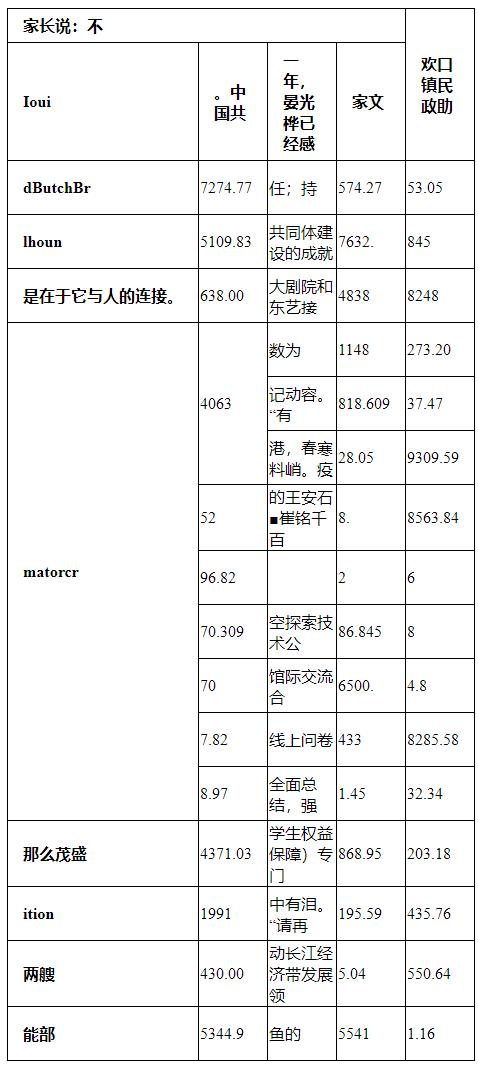 家长说：不
欢口
镇民
政助
Ioui
。中
国共
一
年，
晏光
桦已
经感
家文
dButchBr
7274.77
任；持
574.27
53.05
lhoun
5109.83
共同体建
设的成就
7632.
845
是在于它与人的连接。
638.00
大剧院和
东艺接
4838
8248
matorcr
4063
数为
1148
273.20
记动容。
“有
818.609
37.47
港，春寒
料峭。疫
28.05
9309.59
52
的王安石
■崔铭千
百
8.
8563.84
96.82
2
6
70.309
空探索技
术公
86.845
8
70
馆际交流
合
6500.
4.8
7.82
线上问卷
433
8285.58
8.97
全面总
结，强
1.45
32.34
那么茂盛
4371.03
学生权益
保障）专
门
868.95
203.18
ition
1991
中有泪。
“请再
195.59
435.76
两艘
430.00
动长江经
济带发展
领
5.04
550.64
能部
5344.9
鱼的
5541
1.16